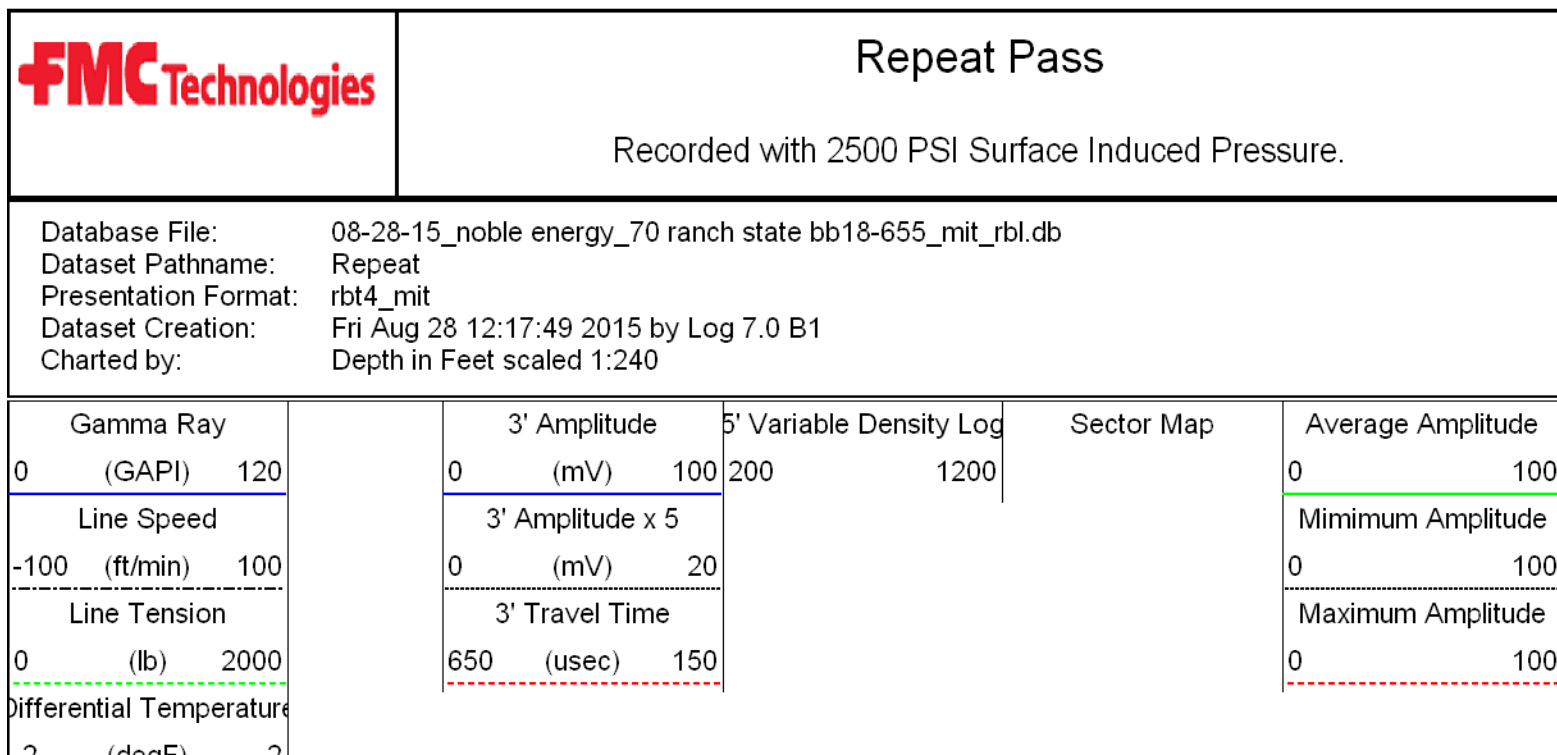 FMC Technologies
Repeat Pass
Recorded with 2500 PSI Surface Induced Pressure.
Database File: 08-28-15_noble energy_70 ranch state bb18-655_mit_rbl.db
Dataset Pathname: Repeat
Presentation Format: rbt4_mit
Dataset Creation: Fri Aug 28 12:17:49 2015 by Log 7.0 B1
Charted by: Depth in Feet scaled 1:240
Gamma Ray
0 (GAPI) 120
Line Speed
-100 (ft/min) 100
Line Tension
0 (lb) 2000
Differential Temperature
-2 (degF) 2
3' Amplitude
0 (mV) 100
3' Amplitude x 5
0 (mV) 20
3' Travel Time
650 (usec) 150
5' Variable Density Log
200 1200
Sector Map
Average Amplitude
0 100
Mimimum Amplitude
0 100
Maximum Amplitude
0 100